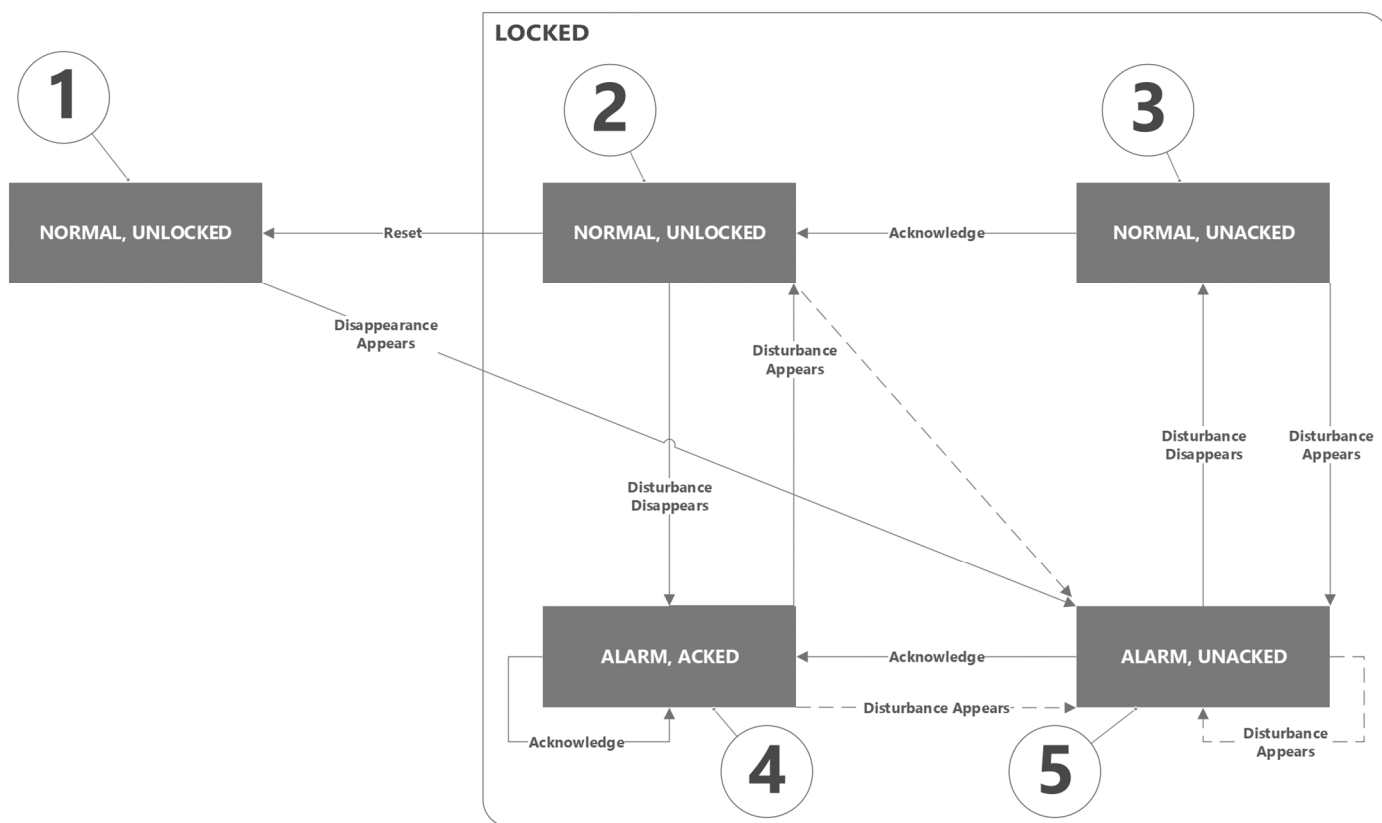 LOCKED
1
2
3
NORMAL, UNLOCKED
Reset
NORMAL, UNLOCKED
Acknowledge
NORMAL, UNACKED
Disappearance
Appears
Disturbance
Appears
Disturbance
Disappears
Disturbance
Appears
Disturbance
Disappears
ALARM, ACKED
Acknowledge
ALARM, UNACKED
Disturbance Appears
Acknowledge
Disturbance
Appears
4
5